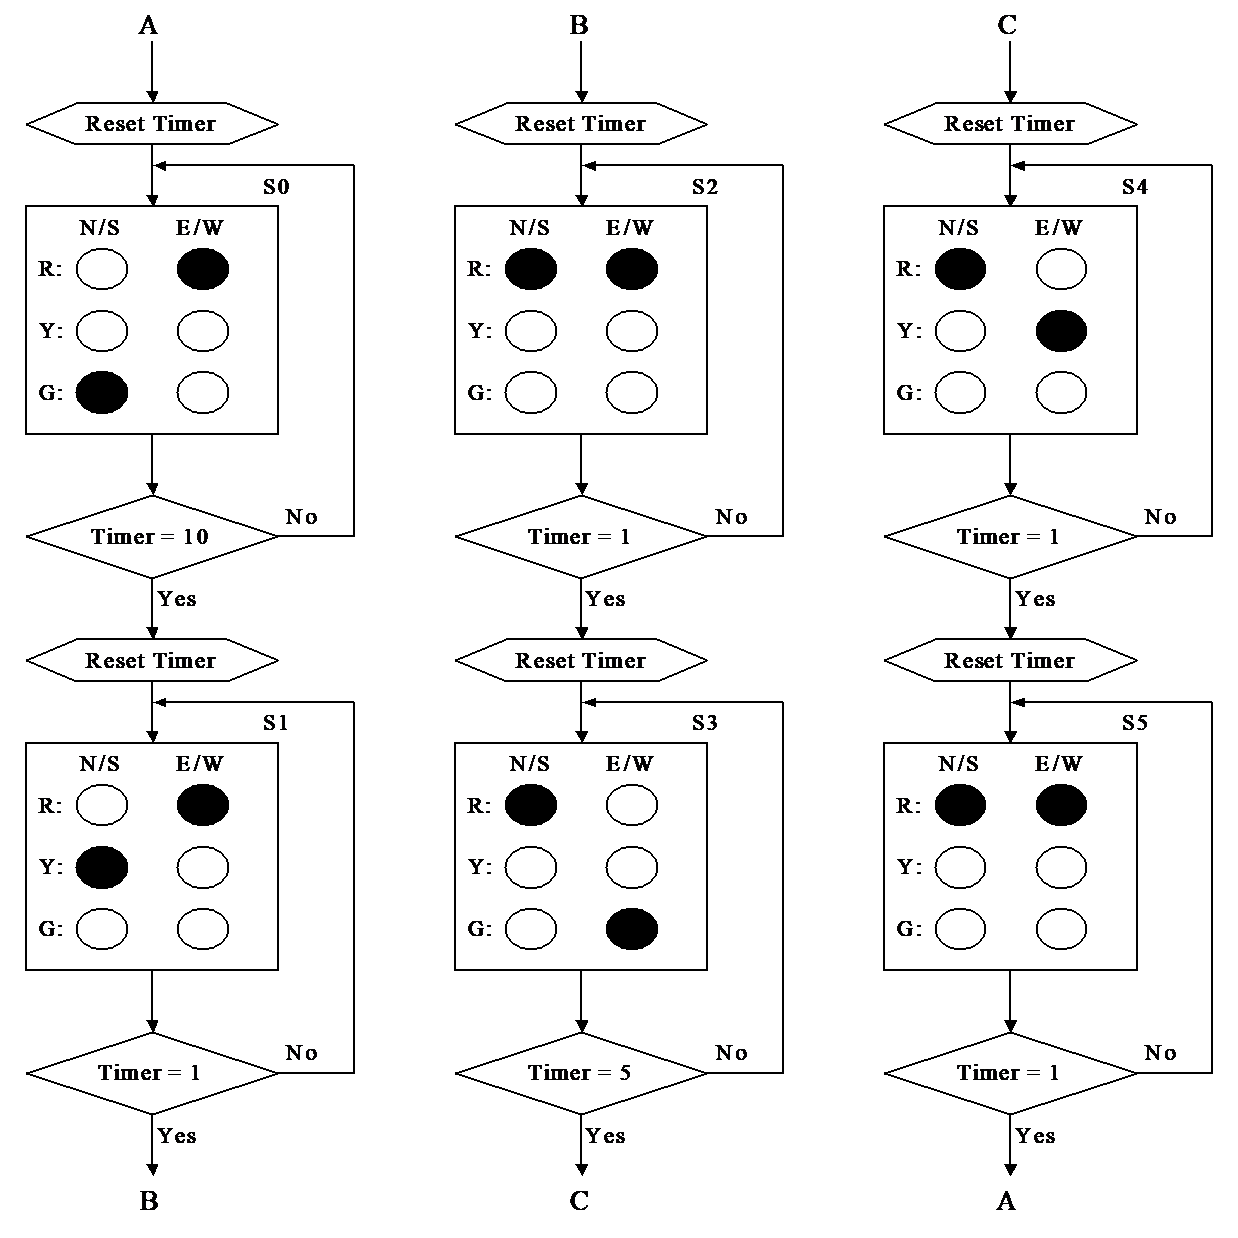 A
Reset Timer
S0
N/S E/W
R:
Y:
G:
Timer = 10
No
Yes
Reset Timer
S1
N/S E/W
R:
Y:
G:
Timer = 1
No
Yes
B
B
Reset Timer
S2
N/S E/W
R:
Y:
G:
Timer = 1
No
Yes
Reset Timer
S3
N/S E/W
R:
Y:
G:
Timer = 5
No
Yes
C
C
Reset Timer
S4
N/S E/W
R:
Y:
G:
Timer = 1
No
Yes
Reset Timer
S5
N/S E/W
R:
Y:
G:
Timer = 1
No
Yes
A